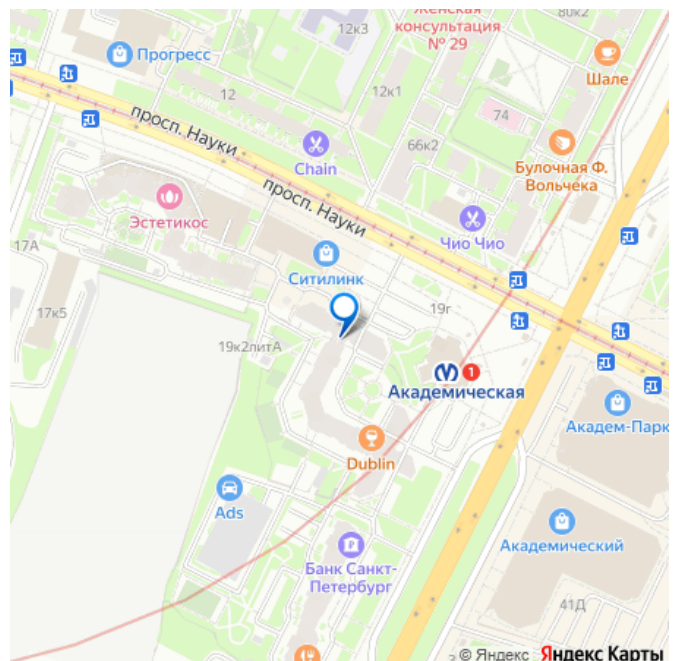 Женская
консультация
№ 29
80к2
12к3
Прогресс
Шале
12к1
12
74
просп. Науки
66к2
Chain
Булочная Ф.
Вольчека
просп. Науки
Эстетикос
Чио Чио
17А
Ситилинк
17к5
19г
19к2литА
1
Академическая
Академ-Парк
Dublin
Ads
Академический
Банк Санкт-
Петербург
41Д
© Яндекс Яндекс Карты